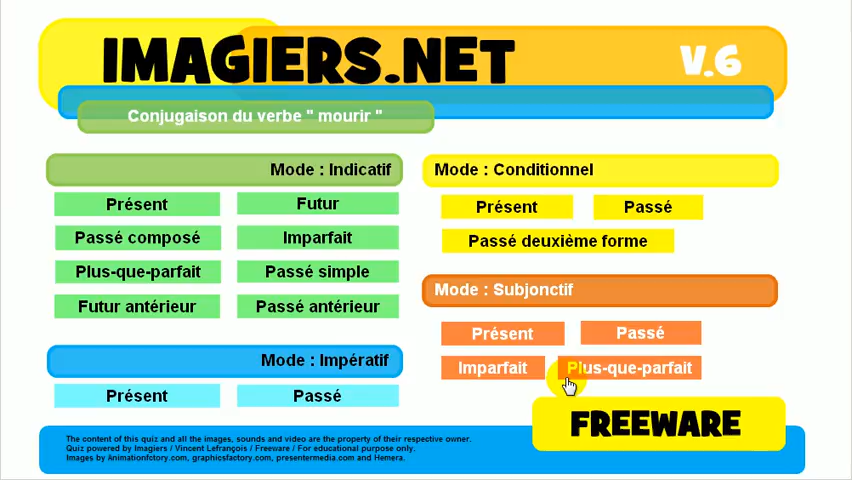 IMAGIERS.NET
V.6
Conjugaison du verbe " mourir "
Mode : Indicatif
Présent
Futur
Passé composé
Imparfait
Plus-que-parfait
Passé simple
Futur antérieur
Passé antérieur
Mode : Impératif
Présent
Passé
Mode : Conditionnel
Présent
Passé
Passé deuxième forme
Mode : Subjonctif
Présent
Passé
Imparfait
Plus-que-parfait
FREEWARE
The content of this quiz and all the images, sounds and video are the property of their respective owner.
Quiz powered by Imagiers / Vincent Lefrançois / Freeware / For educational purpose only.
Images by Animationfctory.com, graphicsfactory.com, presentermedia.com and Hemera.